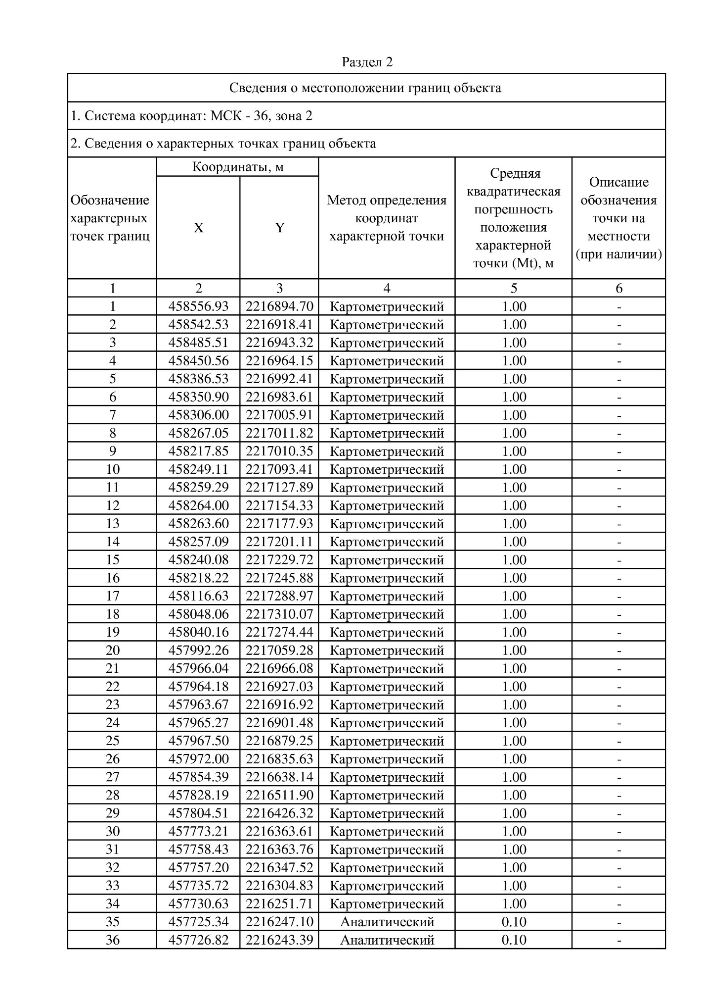 Раздел 2
Сведения о местоположении границ объекта
1. Система координат: МСК - 36, зона 2
2. Сведения о характерных точках границ объекта
Обозначение
характерных
точек границ
Координаты, м
X
Y
Метод определения
координат
характерной точки
Средняя
квадратическая
погрешность
положения
характерной
точки (Mt), м
Описание
обозначения
точки на
местности
(при наличии)
1 2 3 4 5 6
1 458556.93 2216894.70 Картометрический 1.00 -
2 458542.53 2216918.41 Картометрический 1.00 -
3 458485.51 2216943.32 Картометрический 1.00 -
4 458450.56 2216964.15 Картометрический 1.00 -
5 458386.53 2216992.41 Картометрический 1.00 -
6 458350.90 2216983.61 Картометрический 1.00 -
7 458306.00 2217005.91 Картометрический 1.00 -
8 458267.05 2217011.82 Картометрический 1.00 -
9 458217.85 2217010.35 Картометрический 1.00 -
10 458249.11 2217093.41 Картометрический 1.00 -
11 458259.29 2217127.89 Картометрический 1.00 -
12 458264.00 2217154.33 Картометрический 1.00 -
13 458263.60 2217177.93 Картометрический 1.00 -
14 458257.09 2217201.11 Картометрический 1.00 -
15 458240.08 2217229.72 Картометрический 1.00 -
16 458218.22 2217245.88 Картометрический 1.00 -
17 458116.63 2217288.97 Картометрический 1.00 -
18 458048.06 2217310.07 Картометрический 1.00 -
19 458040.16 2217274.44 Картометрический 1.00 -
20 457992.26 2217059.28 Картометрический 1.00 -
21 457966.04 2216966.08 Картометрический 1.00 -
22 457964.18 2216927.03 Картометрический 1.00 -
23 457963.67 2216916.92 Картометрический 1.00 -
24 457965.27 2216901.48 Картометрический 1.00 -
25 457967.50 2216879.25 Картометрический 1.00 -
26 457972.00 2216835.63 Картометрический 1.00 -
27 457854.39 2216638.14 Картометрический 1.00 -
28 457828.19 2216511.90 Картометрический 1.00 -
29 457804.51 2216426.32 Картометрический 1.00 -
30 457773.21 2216363.61 Картометрический 1.00 -
31 457758.43 2216363.76 Картометрический 1.00 -
32 457757.20 2216347.52 Картометрический 1.00 -
33 457735.72 2216304.83 Картометрический 1.00 -
34 457730.63 2216251.71 Картометрический 1.00 -
35 457725.34 2216247.10 Аналитический 0.10 -
36 457726.82 2216243.39 Аналитический 0.10 -